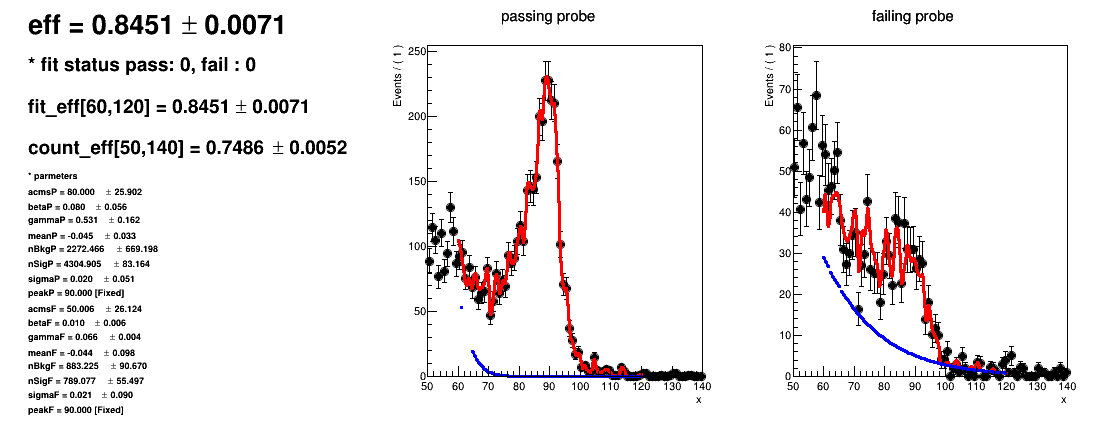 eff = 0.8451 ± 0.0071
* fit status pass: 0, fail : 0
fit_eff[60,120] = 0.8451 ± 0.0071
count_eff[50,140] = 0.7486 ± 0.0052
* parmeters
acmsP = 80.000 ± 25.902
betaP = 0.080 ± 0.056
gammaP = 0.531 ± 0.162
meanP = -0.045 ± 0.033
nBkgP = 2272.466 ± 669.198
nSigP = 4304.905 ± 83.164
sigmaP = 0.020 ± 0.051
peakP = 90.000 [Fixed]
acmsF = 50.006 ± 26.124
betaF = 0.010 ± 0.006
gammaF = 0.066 ± 0.004
meanF = -0.044 ± 0.098
nBkgF = 883.225 ± 90.670
nSigF = 789.077 ± 55.497
sigmaF = 0.021 ± 0.090
peakF = 90.000 [Fixed]
passing probe
Events / ( 1 )
250
200
150
100
50
0
50 60 70 80 90 100 110 120 130 140
x
failing probe
Events / ( 1 )
80
70
60
50
40
30
20
10
0
50 60 70 80 90 100 110 120 130 140
x